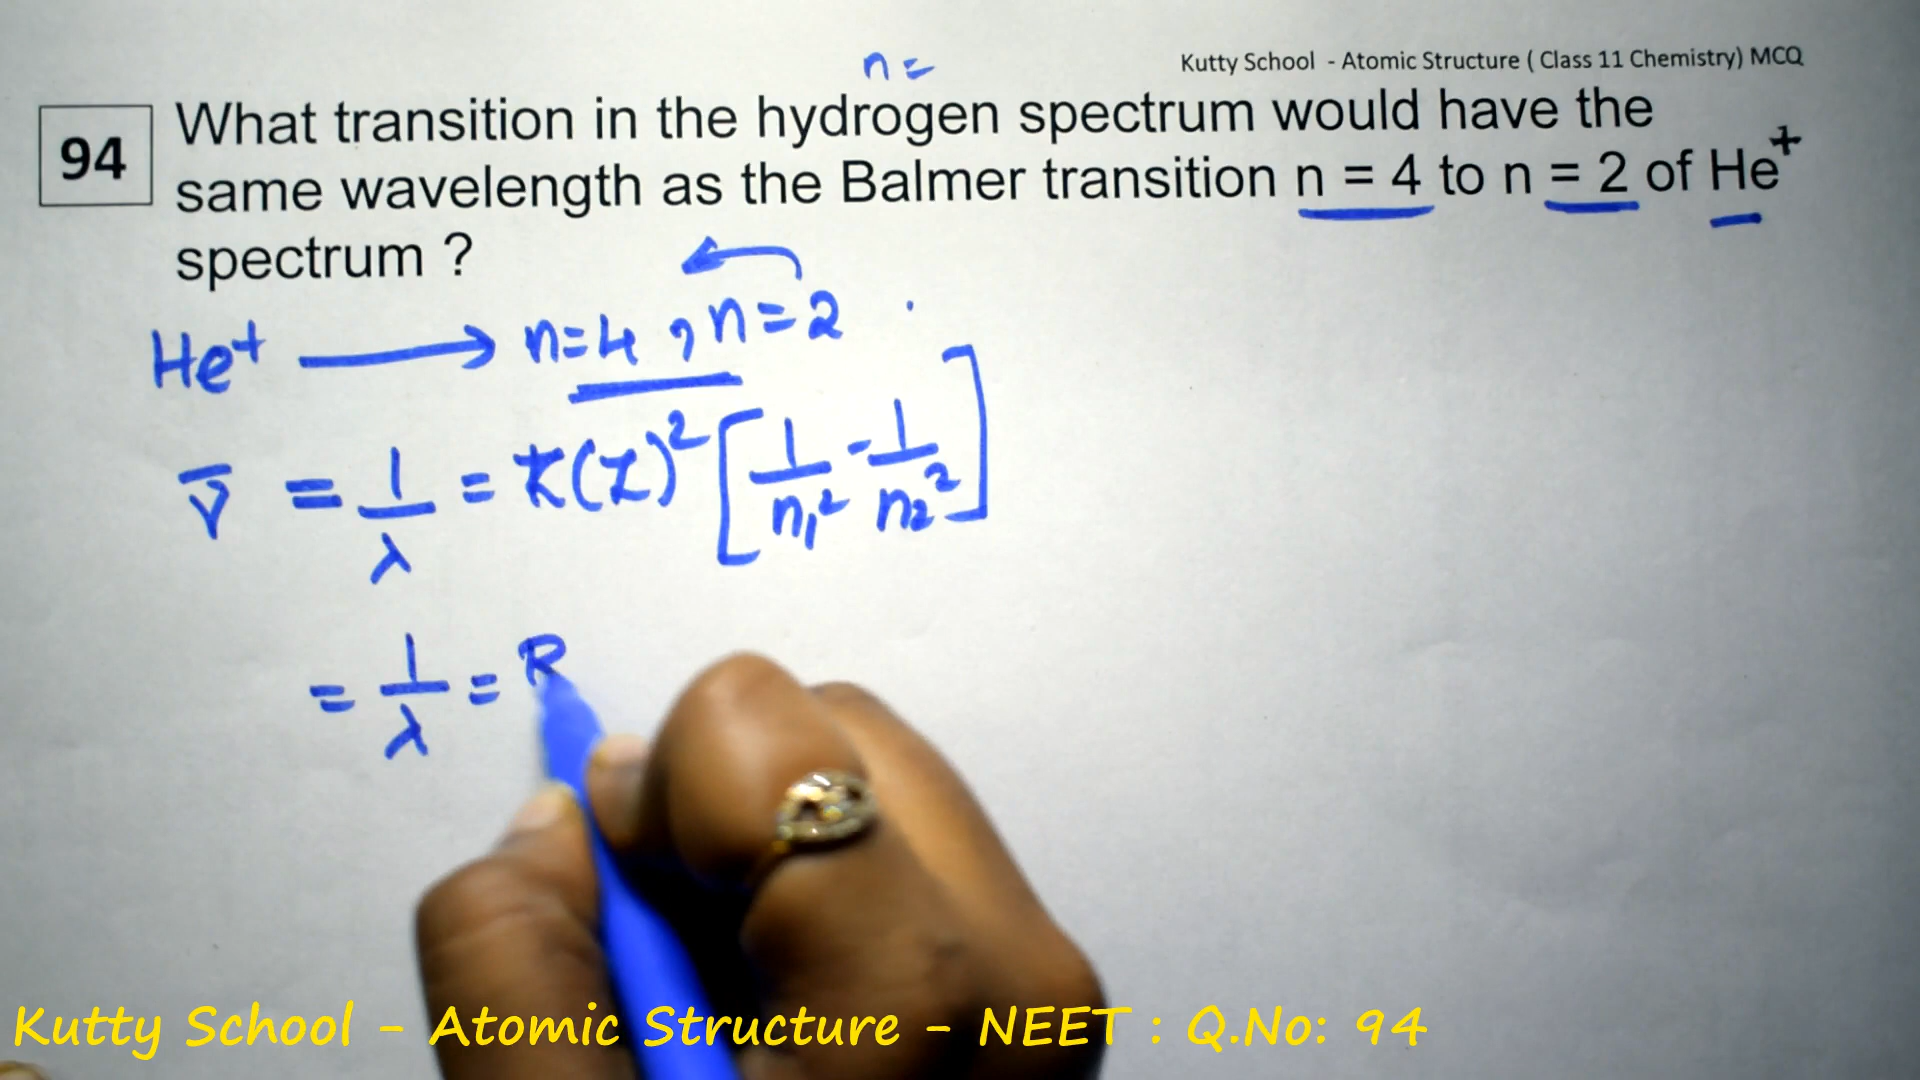 n =
Kutty School - Atomic Structure ( Class 11 Chemistry) MCQ
94
What transition in the hydrogen spectrum would have the
same wavelength as the Balmer transition n = 4 to n = 2 of He⁺
spectrum ?
He⁺ → n=4 , n=2
ν̅ = 1/λ = R(Z)² [1/n₁² - 1/n₂²]
= 1/λ = R
Kutty School - Atomic Structure - NEET : Q.No: 94